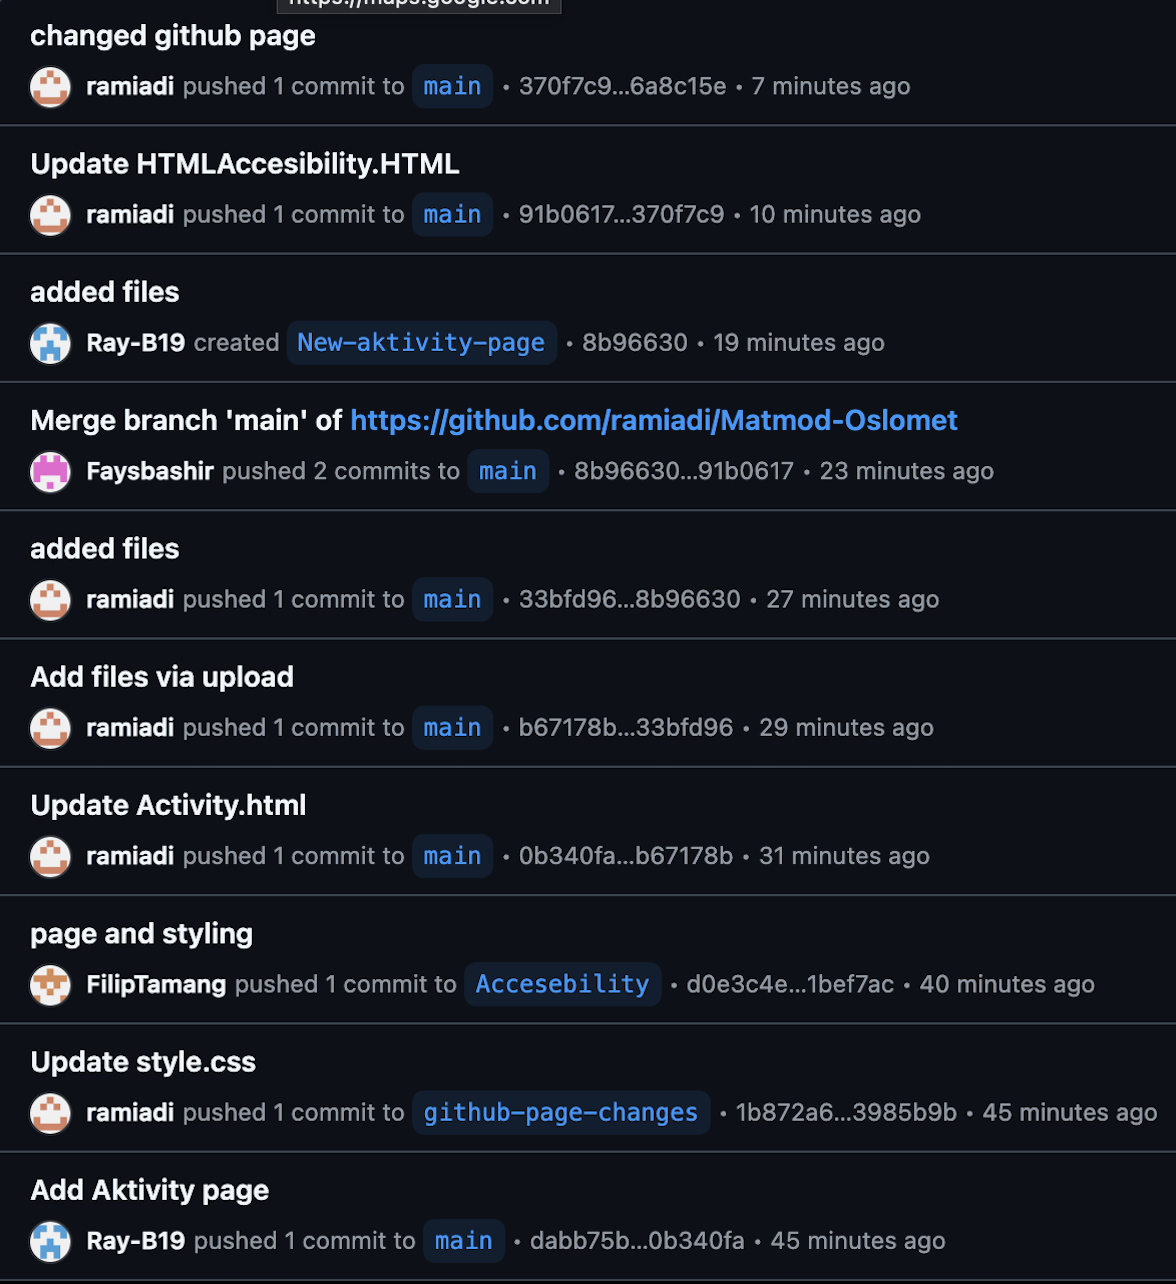 https://maps.google.com
changed github page
ramiadi pushed 1 commit to main • 370f7c9...6a8c15e • 7 minutes ago
Update HTMLAccesibility.HTML
ramiadi pushed 1 commit to main • 91b0617...370f7c9 • 10 minutes ago
added files
Ray-B19 created New-aktivity-page • 8b96630 • 19 minutes ago
Merge branch 'main' of https://github.com/ramiadi/Matmod-Oslomet
Faysbashir pushed 2 commits to main • 8b96630...91b0617 • 23 minutes ago
added files
ramiadi pushed 1 commit to main • 33bfd96...8b96630 • 27 minutes ago
Add files via upload
ramiadi pushed 1 commit to main • b67178b...33bfd96 • 29 minutes ago
Update Activity.html
ramiadi pushed 1 commit to main • 0b340fa...b67178b • 31 minutes ago
page and styling
FilipTamang pushed 1 commit to Accesebility • d0e3c4e...1bef7ac • 40 minutes ago
Update style.css
ramiadi pushed 1 commit to github-page-changes • 1b872a6...3985b9b • 45 minutes ago
Add Aktivity page
Ray-B19 pushed 1 commit to main • dabb75b...0b340fa • 45 minutes ago